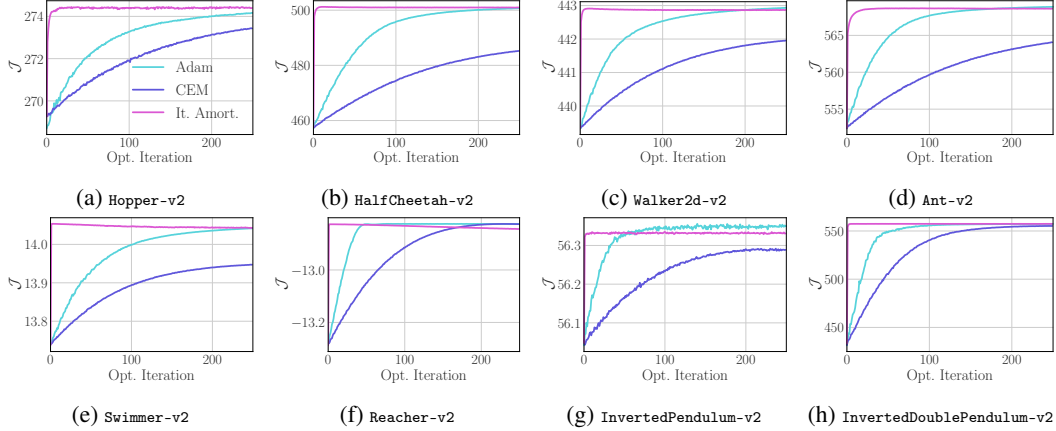 274
272
270
𝒥
Adam
CEM
It. Amort.
0 100 200
Opt. Iteration
(a) Hopper-v2
500
480
460
𝒥
0 100 200
Opt. Iteration
(b) HalfCheetah-v2
443
442
441
440
𝒥
0 100 200
Opt. Iteration
(c) Walker2d-v2
565
560
555
𝒥
0 200
Opt. Iteration
(d) Ant-v2
14.0
13.9
13.8
𝒥
0 100 200
Opt. Iteration
(e) Swimmer-v2
−13.0
−13.2
𝒥
0 100 200
Opt. Iteration
(f) Reacher-v2
56.3
56.2
56.1
𝒥
0 100 200
Opt. Iteration
(g) InvertedPendulum-v2
550
500
450
𝒥
0 100 200
Opt. Iteration
(h) InvertedDoublePendulum-v2